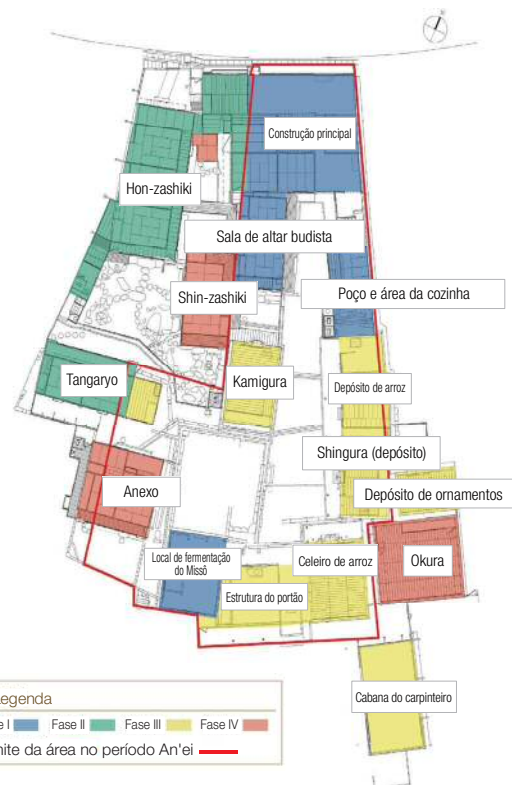 Construção principal
Hon-zashiki
Sala de altar budista
Shin-zashiki
Poço e área da cozinha
Tangaryo
Kamigura
Depósito de arroz
Shingura (depósito)
Anexo
Depósito de ornamentos
Local de fermentação
do Missô
Celeiro de arroz
Okura
Estrutura do portão
Cabana do carpinteiro
egenda
e I Fase II Fase III Fase IV
ite da área no período An'ei